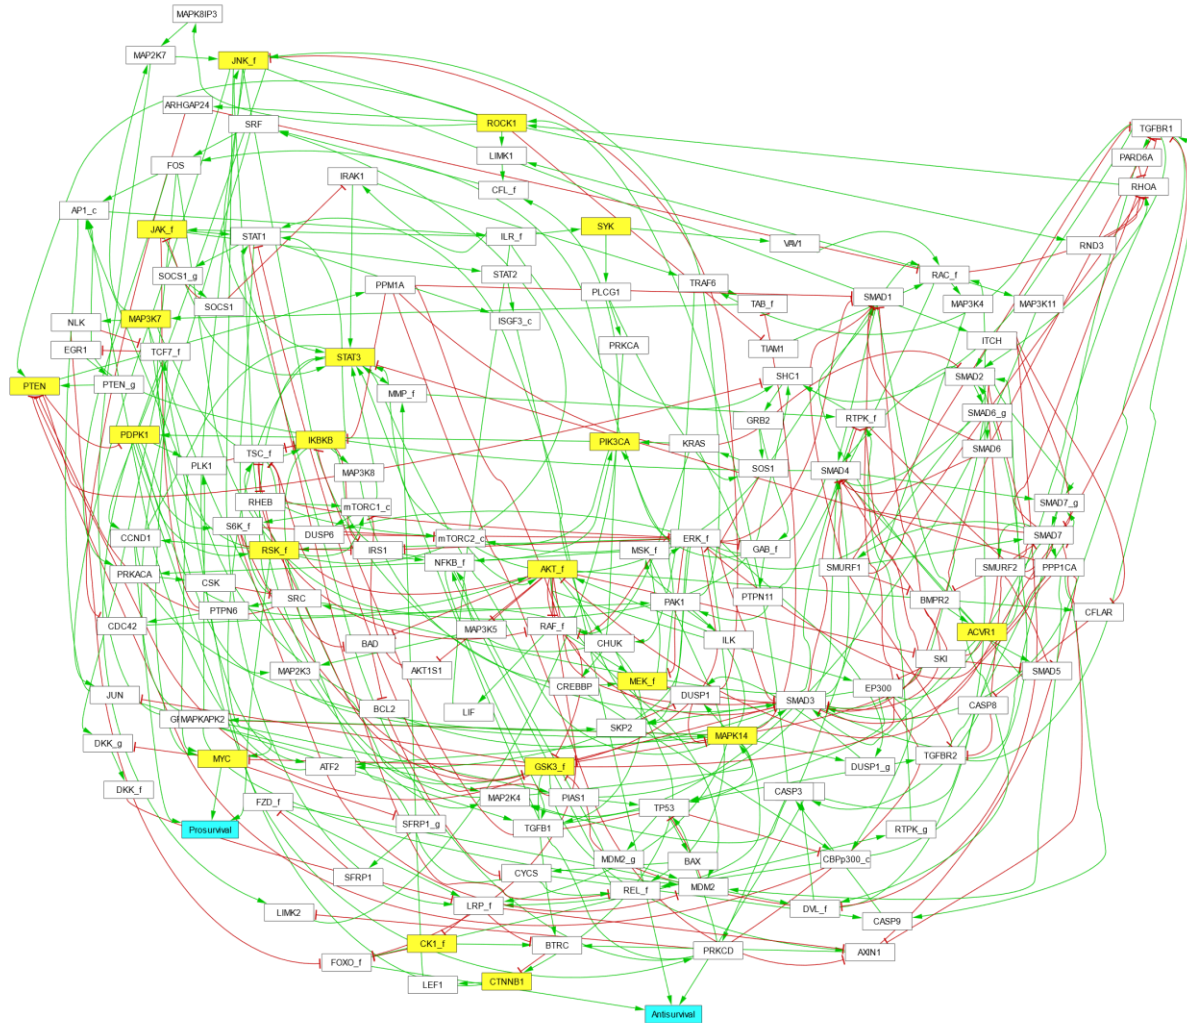 MAPK8IP3
MAP2K7
JNK_f
ARHGAP24
SRF
ROCK1
TGFBR1
LIMK1
PARD6A
FOS
IRAK1
CFL_f
RHOA
AP1_c
JAK_f
STAT1
ILR_f
SYK
VAV1
RND3
SOCS1_g
STAT2
PLCG1
TRAF6
RAC_f
SOCS1
PPM1A
SMAD1
TAB_f
MAP3K4
MAP3K11
NLK
MAP3K7
ISGF3_c
EGR1
TCF7_f
STAT3
PRKCA
TIAM1
ITCH
PTEN
PTEN_g
MMP_f
SHC1
SMAD2
GRB2
RTPK_f
SMAD6_g
PDPK1
IKBKB
PIK3CA
KRAS
SMAD6
PLK1
TSC_f
MAP3K8
SOS1
SMAD4
RHEB
mTORC1_c
SMAD7_g
CCND1
S6K_f
DUSP6
mTORC2_c
ERK_f
SMAD7
RSK_f
IRS1
MSK_f
GAB_f
PRKACA
CSK
NFKB_f
AKT_f
SMURF1
SMURF2
PPP1CA
PTPN6
SRC
PAK1
PTPN11
BMPR2
CFLAR
CDC42
MAP3K5
RAF_f
ILK
ACVR1
BAD
CHUK
SKI
SMAD5
MAP2K3
AKT1S1
CREBBP
MEK_f
DUSP1
EP300
JUN
BCL2
LIF
SMAD3
CASP8
MAPKAPK2
SKP2
MAPK14
DKK_g
MYC
ATF2
GSK3_f
DUSP1_g
TGFBR2
DKK_f
FZD_f
MAP2K4
PIAS1
TP53
CASP3
Prosurvival
SFRP1_g
TGFB1
RTPK_g
MDM2_g
BAX
CBPp300_c
SFRP1
CYCS
REL_f
MDM2
LIMK2
LRP_f
DVL_f
CASP9
CK1_f
BTRC
PRKCD
AXIN1
FOXO_f
LEF1
CTNNB1
Antisurvival